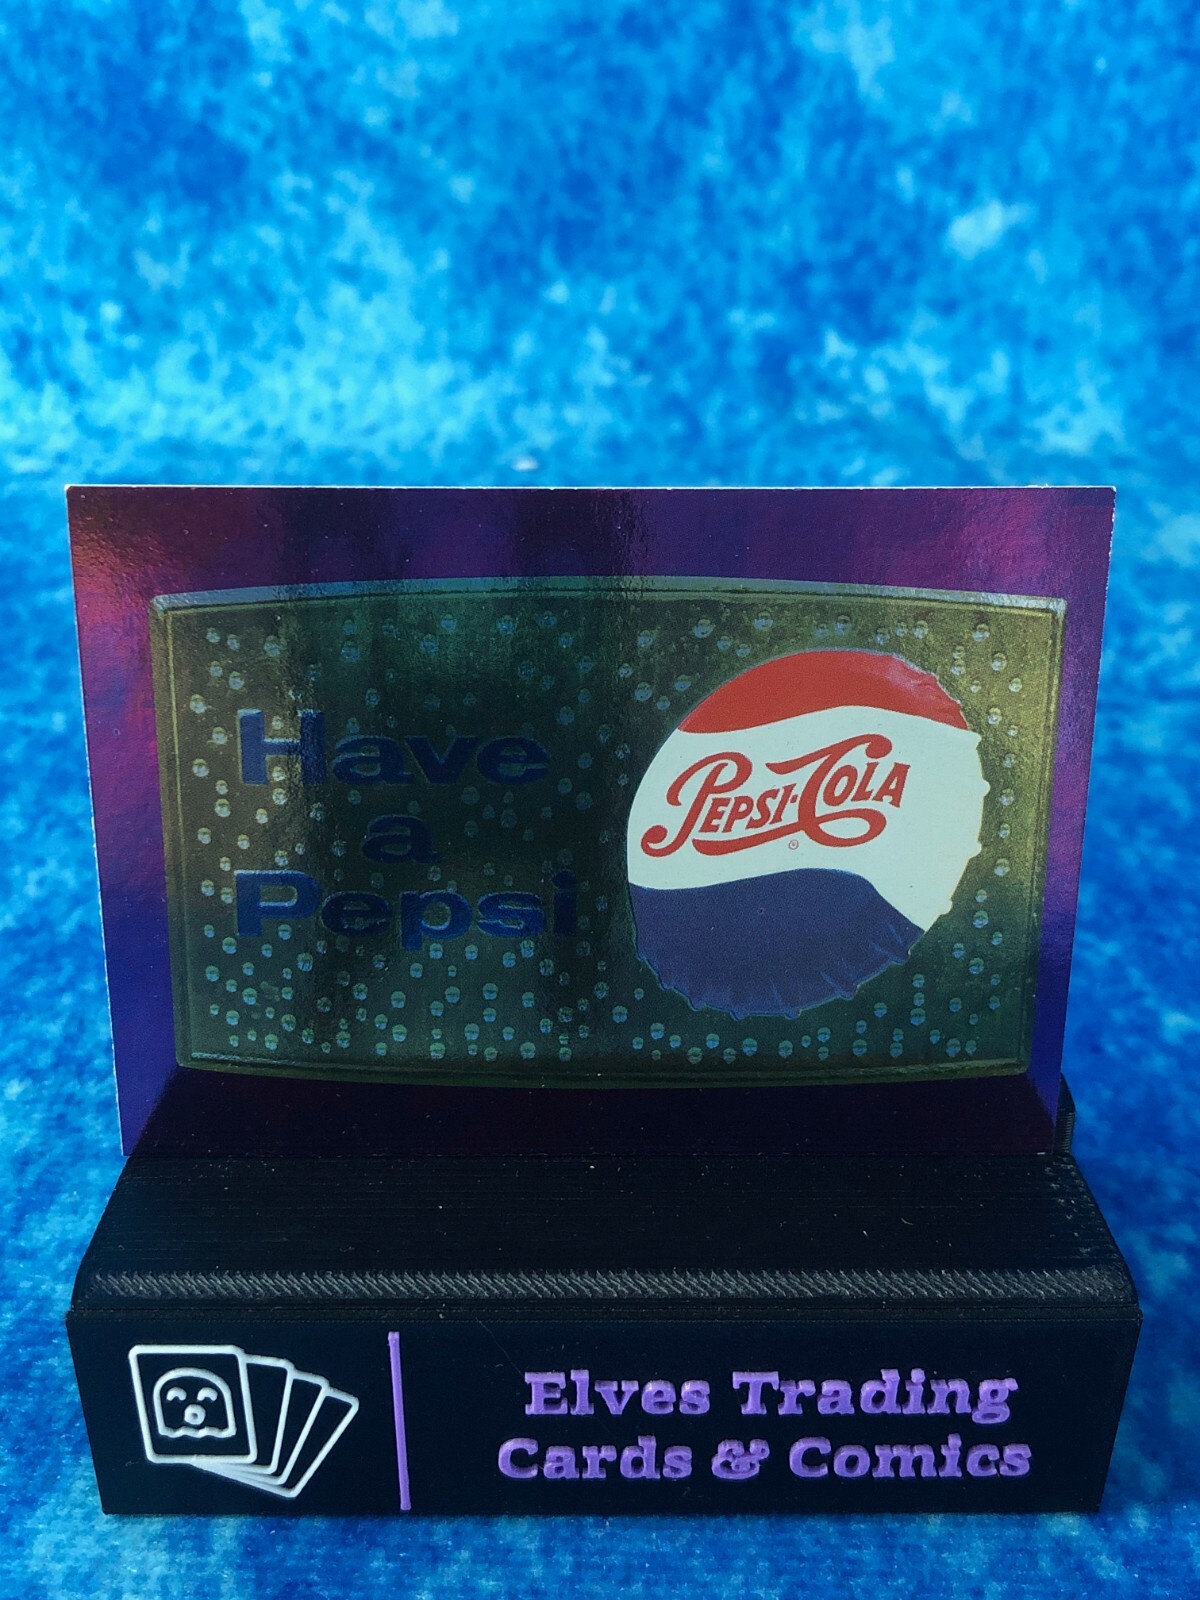 Have
a
Pepsi
PEPSI-COLA
®
Elves Trading
Cards & Comics